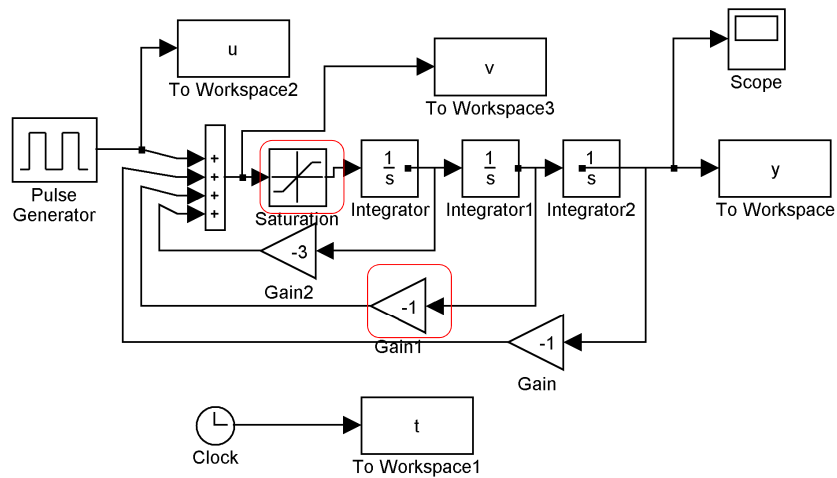 u
To Workspace2
v
To Workspace3
Scope
Pulse
Generator
+
+
+
+
Saturation
1
s
Integrator
1
s
Integrator1
1
s
Integrator2
y
To Workspace
-3
Gain2
-1
Gain1
-1
Gain
Clock
t
To Workspace1